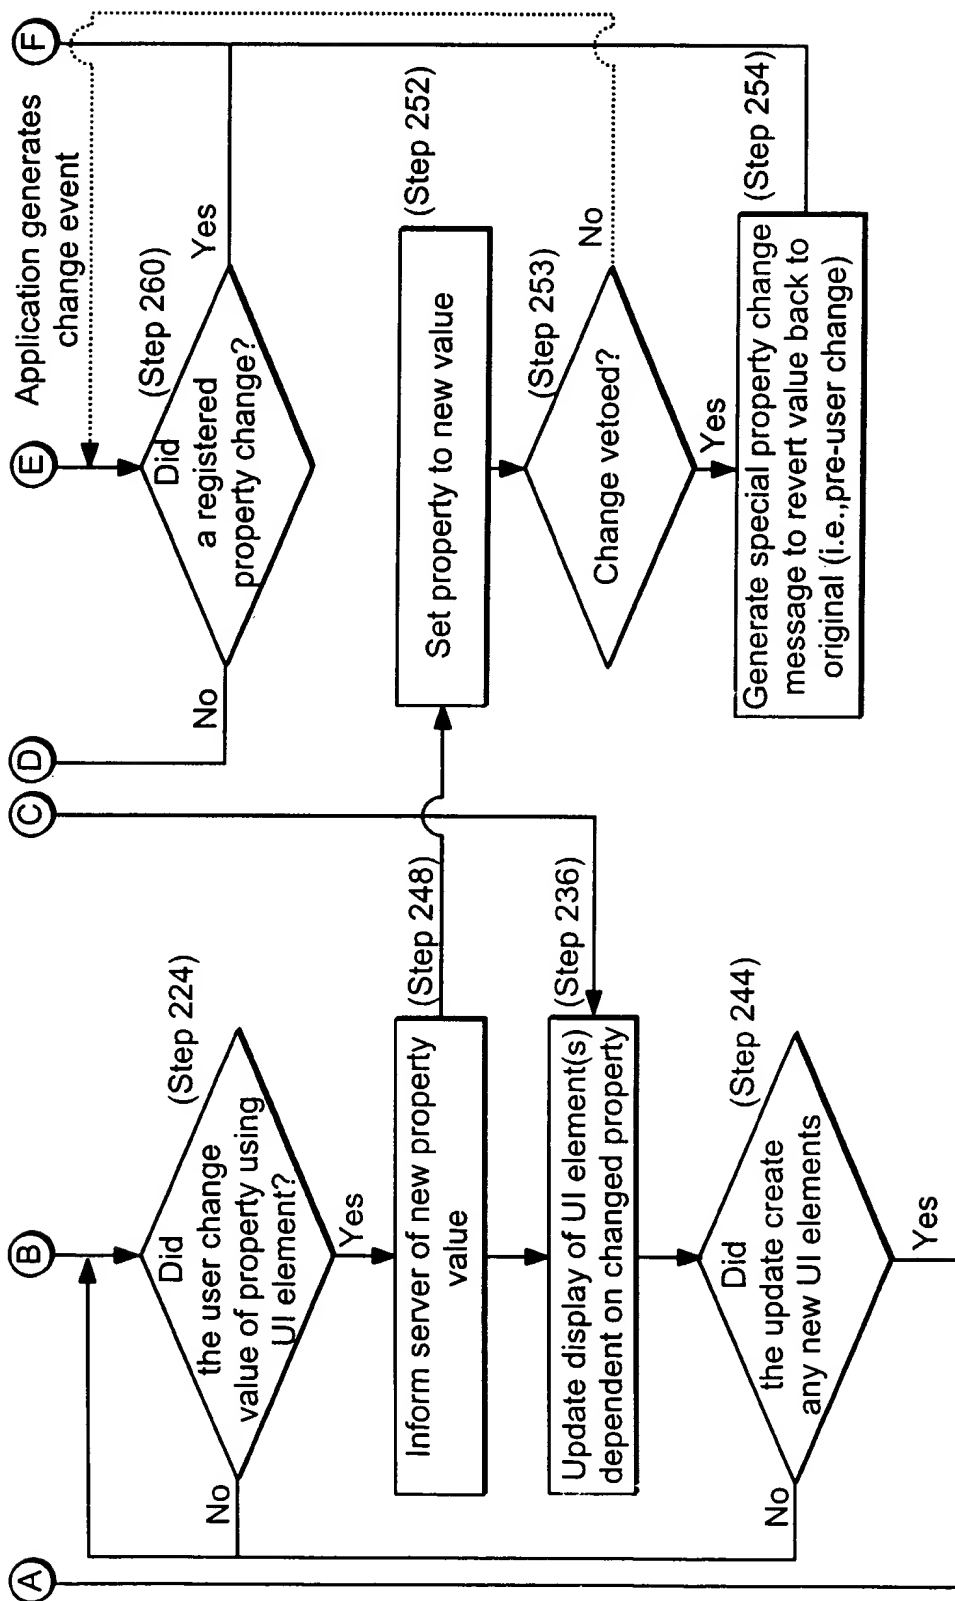 A
B
C
D
E
F
Did
the user change
value of property using
UI element?
(Step 224)
No
Yes
Inform server of new property
value
(Step 248)
Update display of UI element(s)
dependent on changed property
(Step 236)
Did
the update create
any new UI elements
(Step 244)
No
Yes
Application generates
change event
Did
a registered
property change?
(Step 260)
No
Yes
Set property to new value
(Step 252)
Change vetoed?
(Step 253)
No
Yes
Generate special property change
message to revert value back to
original (i.e.,pre-user change)
(Step 254)